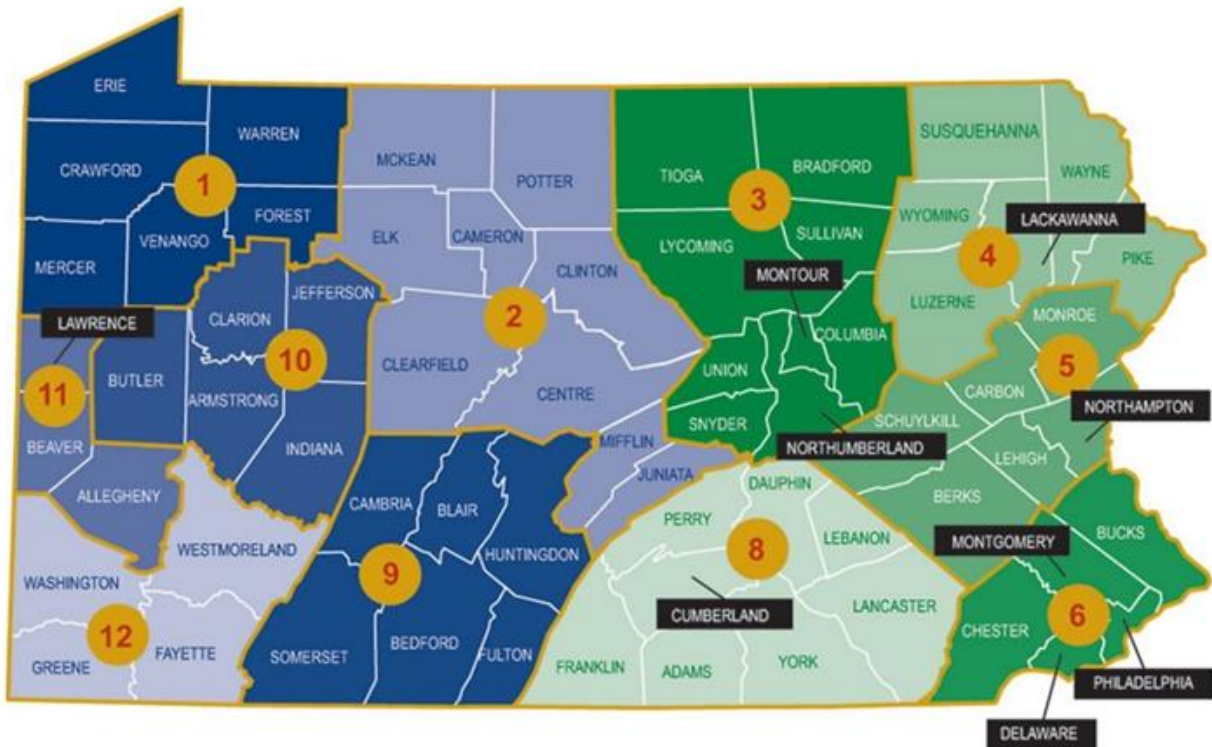 ERIE
WARREN
CRAWFORD
1
FOREST
VENANGO
MERCER
MCKEAN
POTTER
ELK
CAMERON
CLINTON
2
CLEARFIELD
CENTRE
MIFFLIN
JUNIATA
TIOGA
BRADFORD
3
LYCOMING
SULLIVAN
MONTOUR
COLUMBIA
UNION
SNYDER
NORTHUMBERLAND
SUSQUEHANNA
WAYNE
WYOMING
LACKAWANNA
4
PIKE
LUZERNE
MONROE
5
CARBON
NORTHAMPTON
SCHUYLKILL
LEHIGH
BERKS
LAWRENCE
11
BEAVER
ALLEGHENY
JEFFERSON
CLARION
10
BUTLER
ARMSTRONG
INDIANA
WESTMORELAND
WASHINGTON
12
GREENE
FAYETTE
CAMBRIA
BLAIR
HUNTINGDON
9
SOMERSET
BEDFORD
FULTON
DAUPHIN
PERRY
8
LEBANON
CUMBERLAND
LANCASTER
FRANKLIN
ADAMS
YORK
MONTGOMERY
BUCKS
CHESTER
6
PHILADELPHIA
DELAWARE